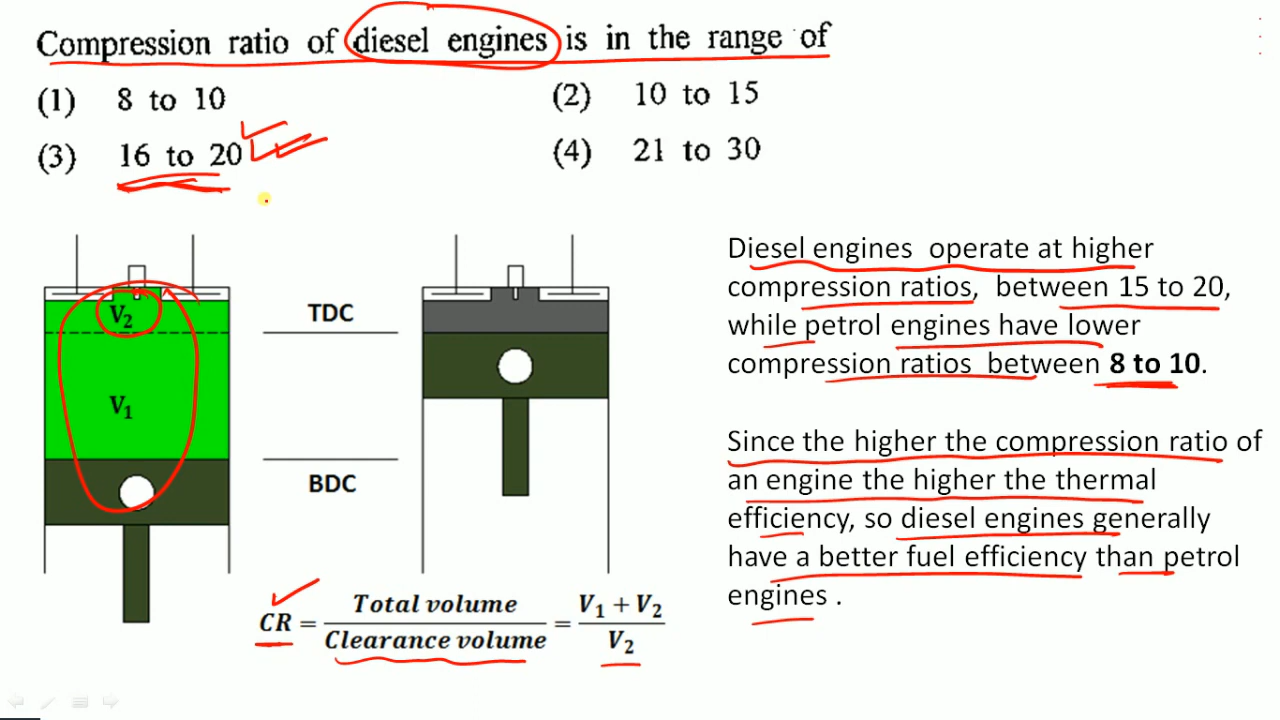 Compression ratio of diesel engines is in the range of
(1) 8 to 10
(2) 10 to 15
(3) 16 to 20
(4) 21 to 30
V₂
V₁
TDC
BDC
Diesel engines operate at higher
compression ratios, between 15 to 20,
while petrol engines have lower
compression ratios between 8 to 10.
Since the higher the compression ratio of
an engine the higher the thermal
efficiency, so diesel engines generally
have a better fuel efficiency than petrol
engines .
CR = Total volume / Clearance volume = V₁ + V₂ / V₂